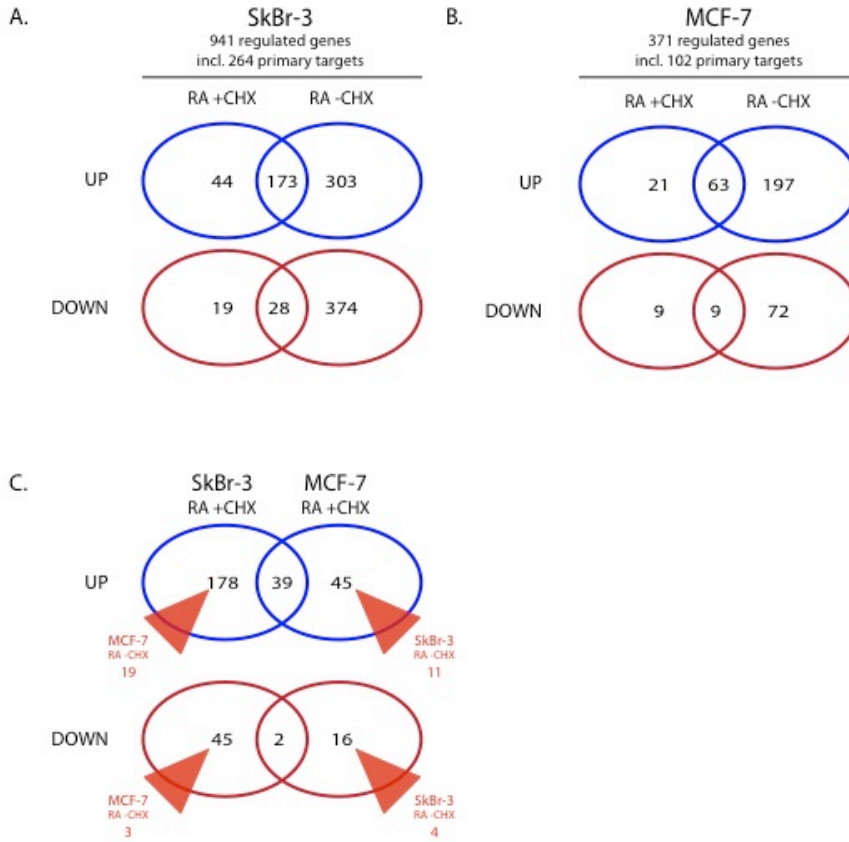 A.
SkBr-3
941 regulated genes
incl. 264 primary targets
RA +CHX RA -CHX
UP 44 173 303
DOWN 19 28 374
B.
MCF-7
371 regulated genes
incl. 102 primary targets
RA +CHX RA -CHX
UP 21 63 197
DOWN 9 9 72
C.
SkBr-3 MCF-7
RA +CHX RA +CHX
UP 178 39 45
MCF-7 SkBr-3
RA -CHX RA -CHX
19 11
DOWN 45 2 16
MCF-7 SkBr-3
RA -CHX RA -CHX
3 4